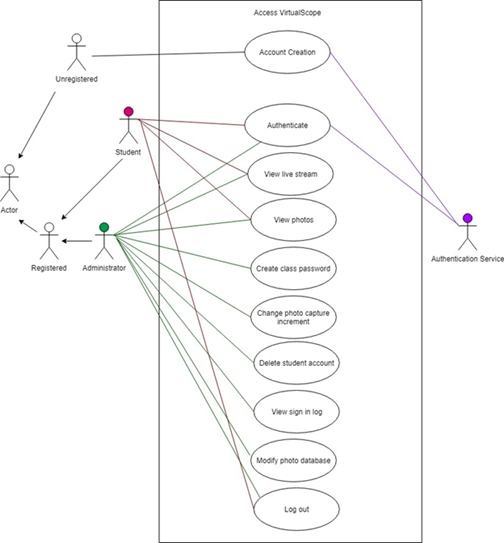 Access VirtualScope
Account Creation
Unregistered
Authenticate
Student
View live stream
Actor
View photos
Registered
Administrator
Authentication Service
Create class password
Change photo capture
increment
Delete student account
View sign in log
Modify photo database
Log out